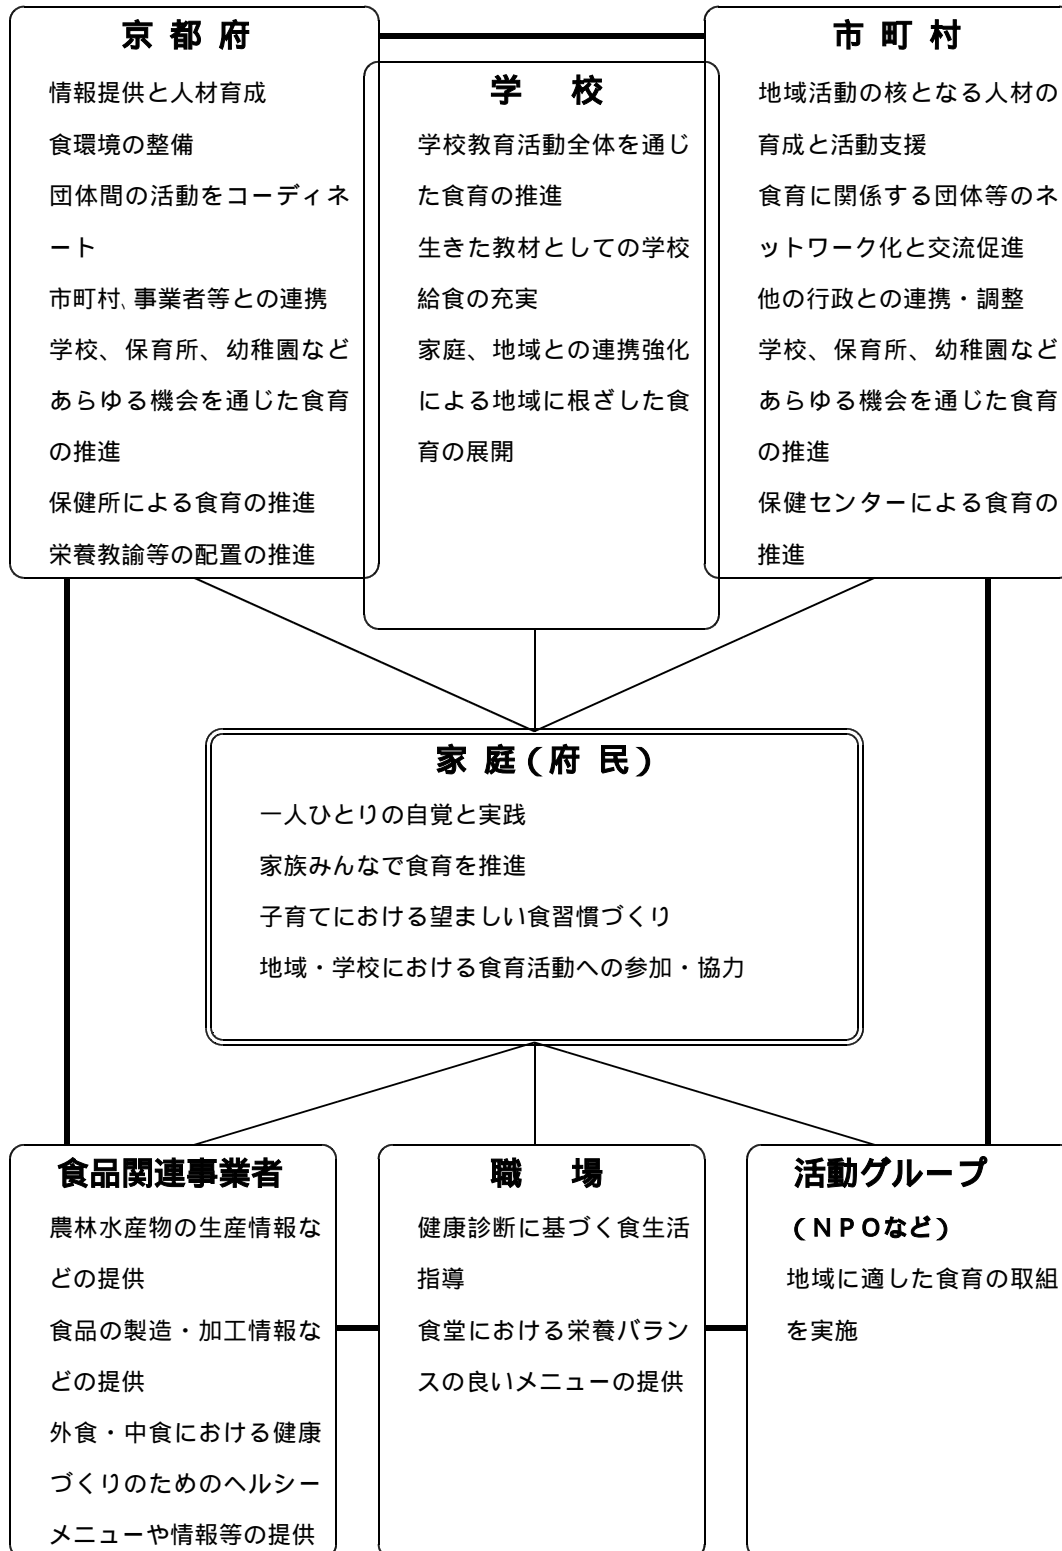 京 都 府
情報提供と人材育成
食環境の整備
団体間の活動をコーディネ
ート
市町村、事業者等との連携
学校、保育所、幼稚園など
あらゆる機会を通じた食育
の推進
保健所による食育の推進
栄養教諭等の配置の推進
学 校
学校教育活動全体を通じ
た食育の推進
生きた教材としての学校
給食の充実
家庭、地域との連携強化
による地域に根ざした食
育の展開
市 町 村
地域活動の核となる人材の
育成と活動支援
食育に関係する団体等のネ
ットワーク化と交流促進
他の行政との連携・調整
学校、保育所、幼稚園など
あらゆる機会を通じた食育
の推進
保健センターによる食育の
推進
家 庭(府 民)
一人ひとりの自覚と実践
家族みんなで食育を推進
子育てにおける望ましい食習慣づくり
地域・学校における食育活動への参加・協力
食品関連事業者
農林水産物の生産情報な
どの提供
食品の製造・加工情報な
どの提供
外食・中食における健康
づくりのためのヘルシー
メニューや情報等の提供
職 場
健康診断に基づく食生活
指導
食堂における栄養バラン
スの良いメニューの提供
活動グループ
(NPOなど)
地域に適した食育の取組
を実施